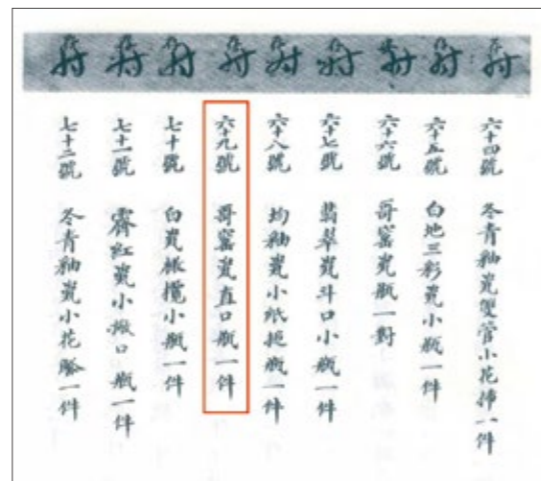 六十四號 冬青釉瓷雙管小花揷一件
六十五號 白地三彩瓷小瓶一件
六十六號 哥窰瓷瓶一對
六十七號 翡翠瓷斗口小瓶一件
六十八號 均釉瓷小紙搥瓶一件
六十九號 哥窰瓷直口瓶一件
七十號 白瓷橄欖小瓶一件
七十一號 霽紅瓷小撇口瓶一件
七十二號 冬青釉瓷小花𤬪一件